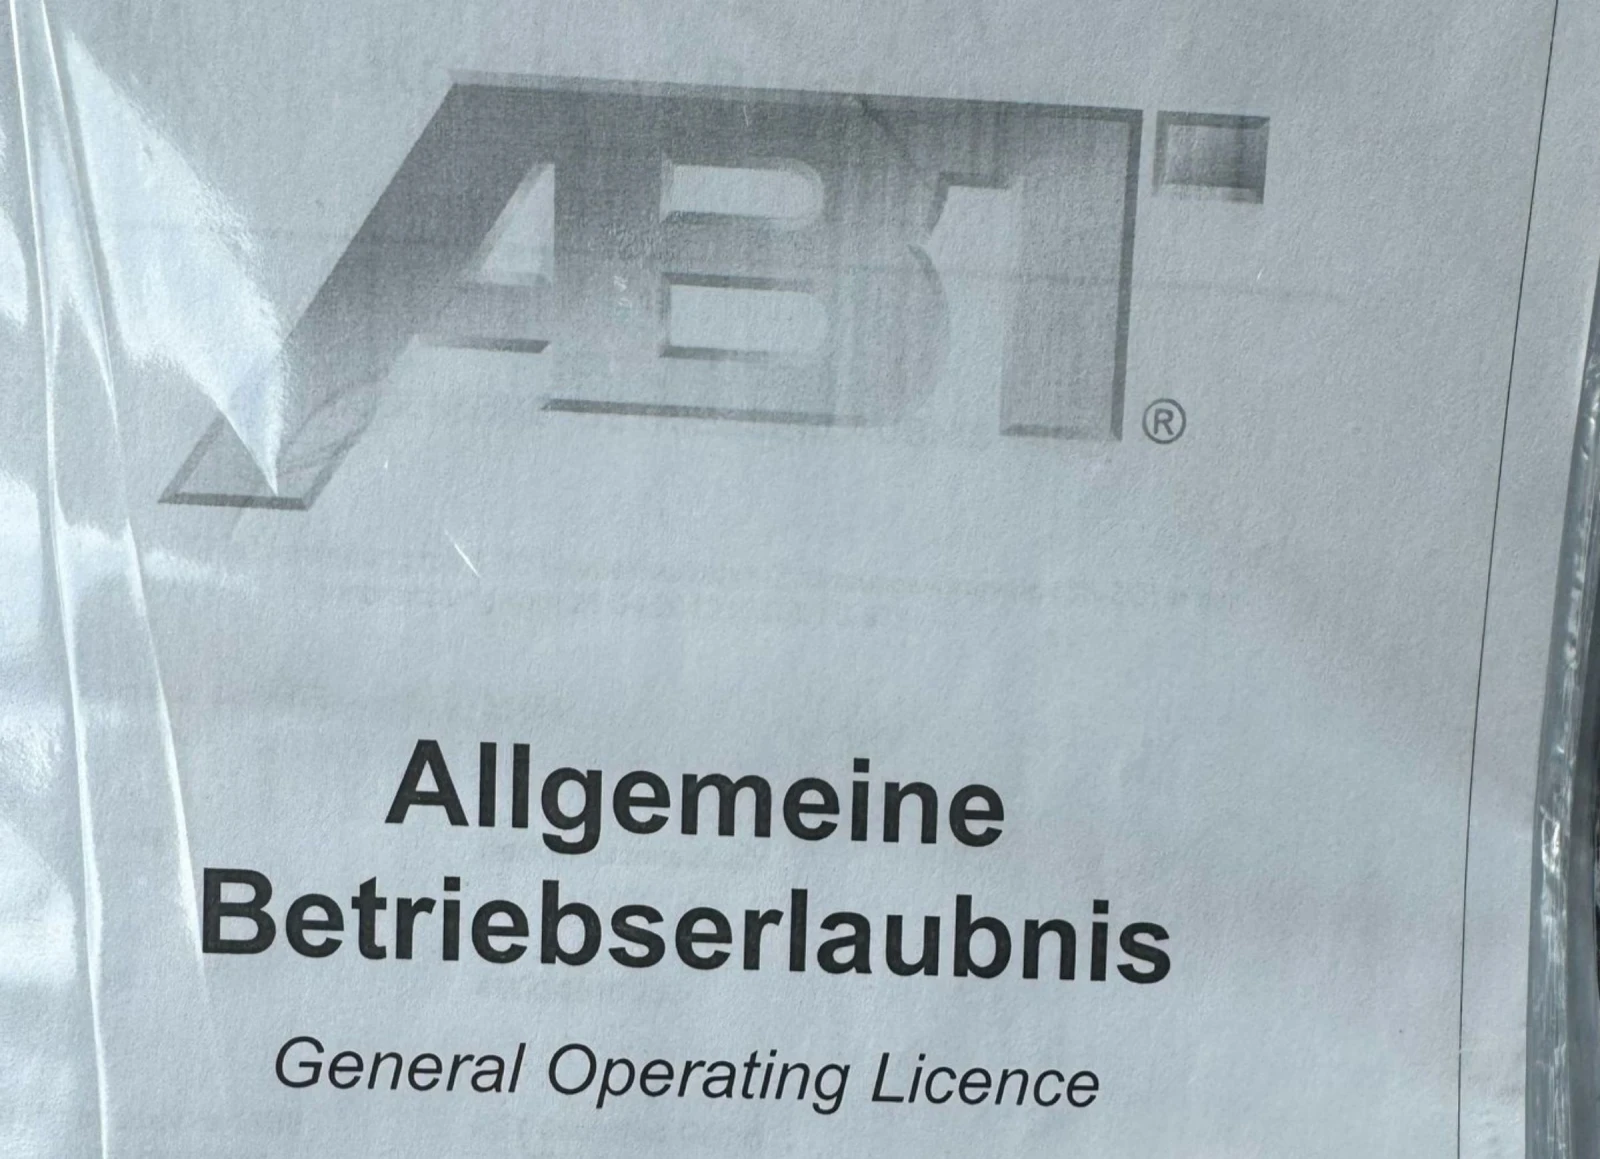 ABT
®
Allgemeine
Betriebserlaubnis
General Operating Licence